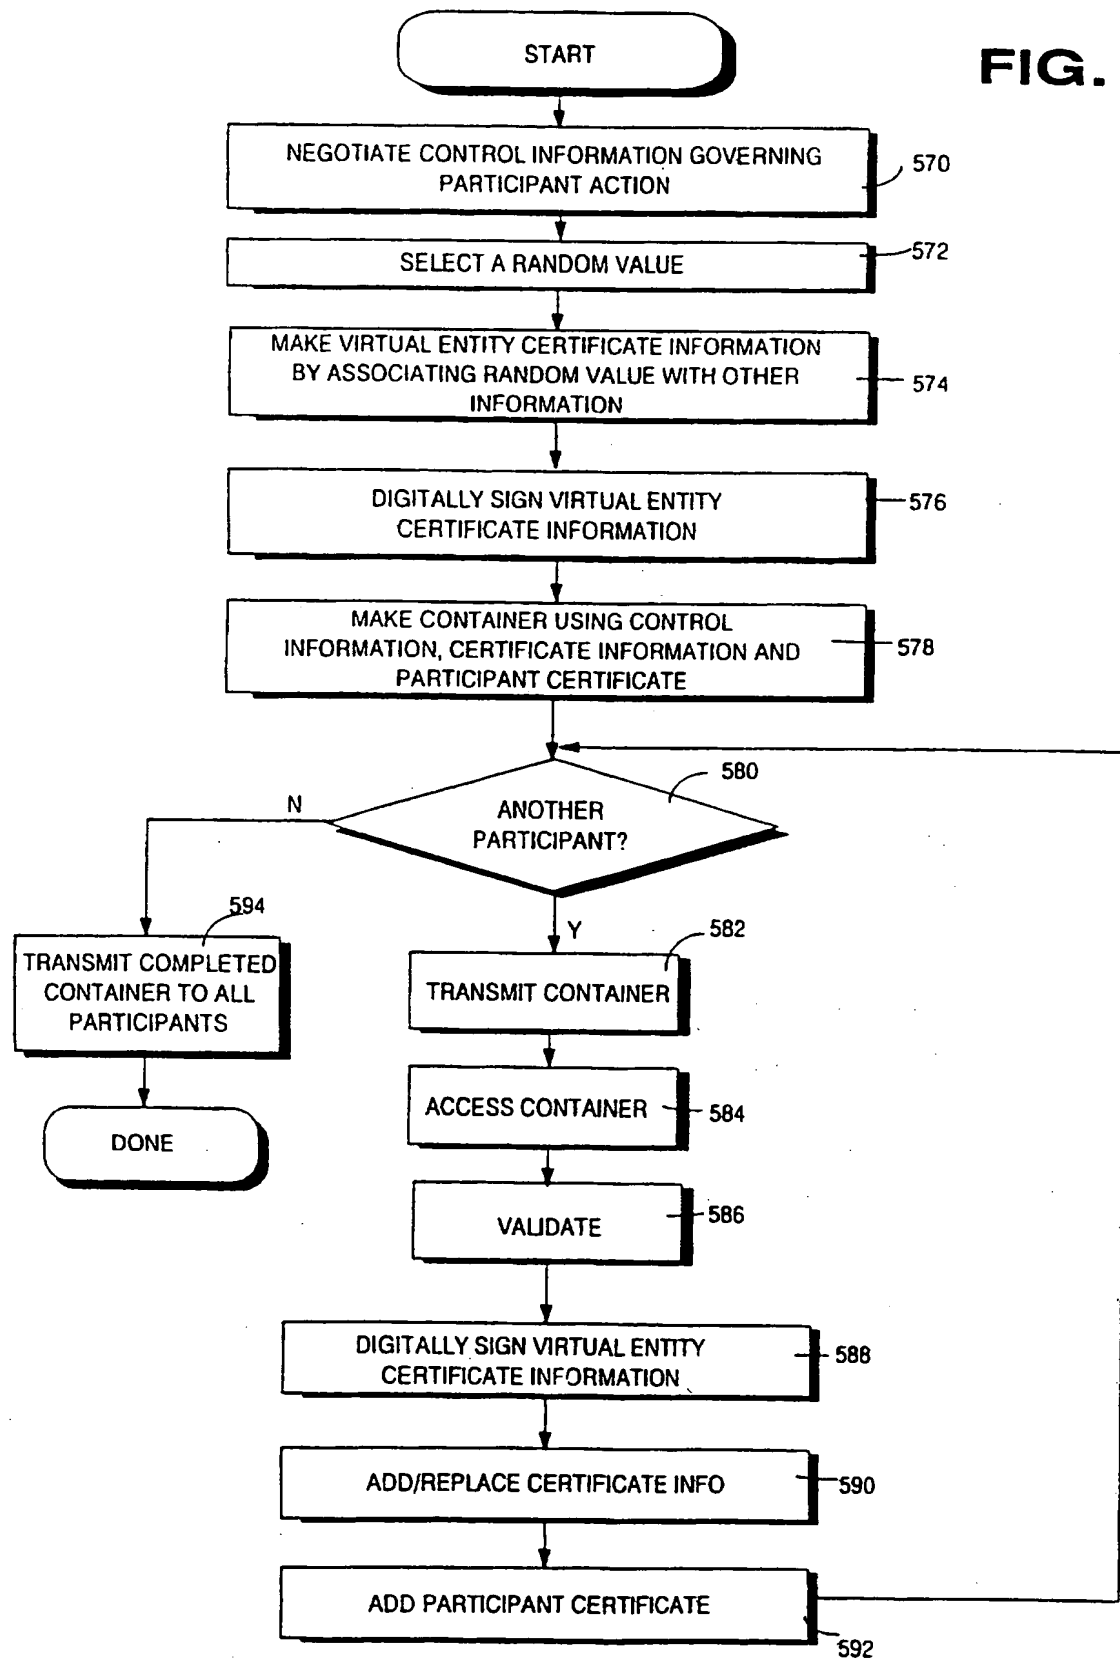 START
FIG.
NEGOTIATE CONTROL INFORMATION GOVERNING
PARTICIPANT ACTION
570
SELECT A RANDOM VALUE
572
MAKE VIRTUAL ENTITY CERTIFICATE INFORMATION
BY ASSOCIATING RANDOM VALUE WITH OTHER
INFORMATION
574
DIGITALLY SIGN VIRTUAL ENTITY
CERTIFICATE INFORMATION
576
MAKE CONTAINER USING CONTROL
INFORMATION, CERTIFICATE INFORMATION AND
PARTICIPANT CERTIFICATE
578
580
N
ANOTHER
PARTICIPANT?
594
Y
582
TRANSMIT COMPLETED
CONTAINER TO ALL
PARTICIPANTS
TRANSMIT CONTAINER
ACCESS CONTAINER
584
DONE
VALIDATE
586
DIGITALLY SIGN VIRTUAL ENTITY
CERTIFICATE INFORMATION
588
ADD/REPLACE CERTIFICATE INFO
590
ADD PARTICIPANT CERTIFICATE
592